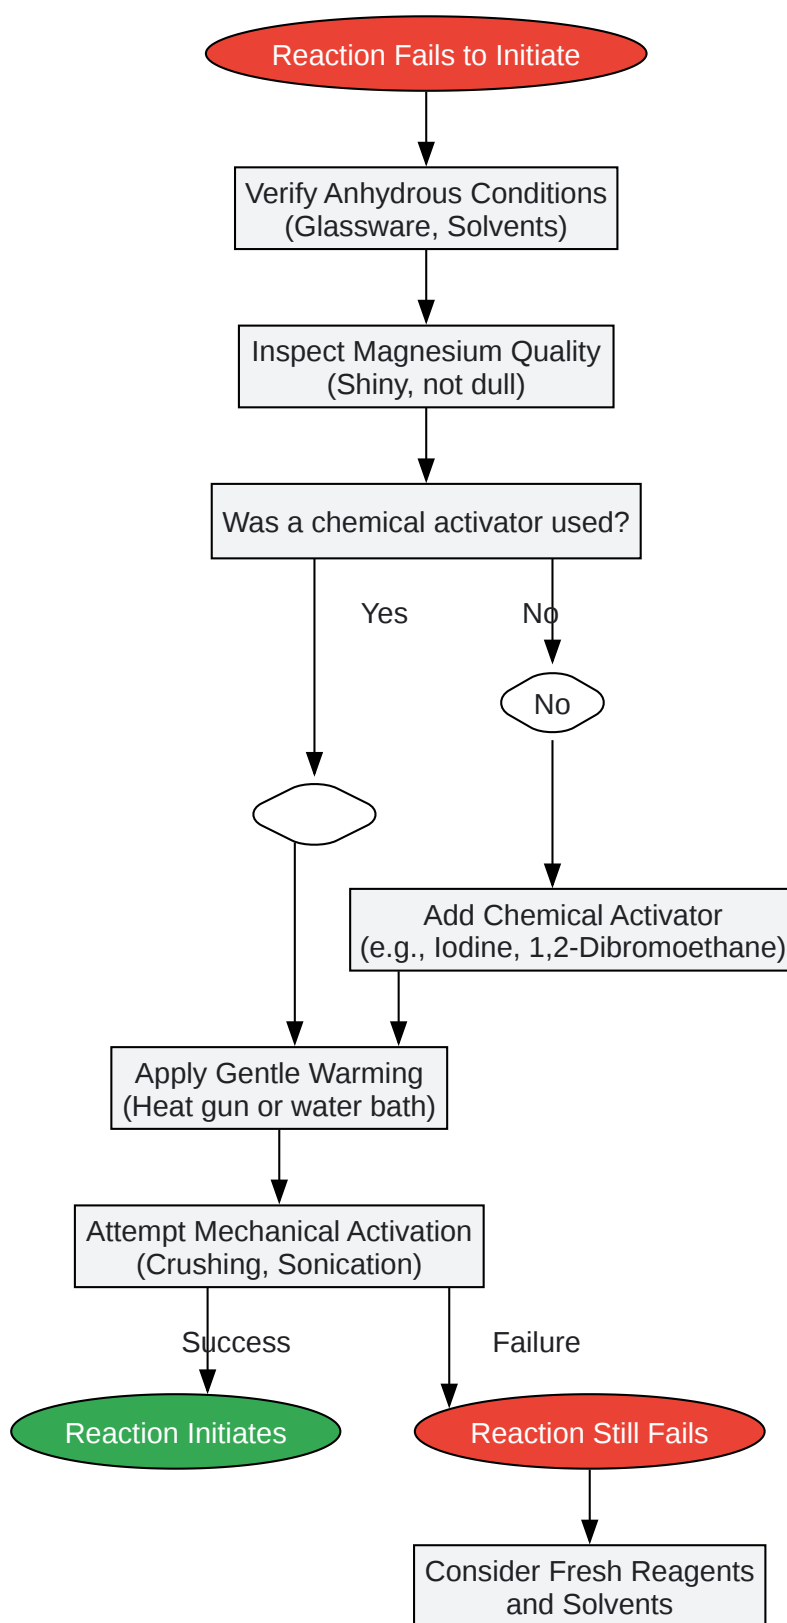 Reaction Fails to Initiate
Verify Anhydrous Conditions
(Glassware, Solvents)
Inspect Magnesium Quality
(Shiny, not dull)
Was a chemical activator used?
Yes
No
No
Add Chemical Activator
(e.g., Iodine, 1,2-Dibromoethane)
Apply Gentle Warming
(Heat gun or water bath)
Attempt Mechanical Activation
(Crushing, Sonication)
Success
Failure
Reaction Initiates
Reaction Still Fails
Consider Fresh Reagents
and Solvents